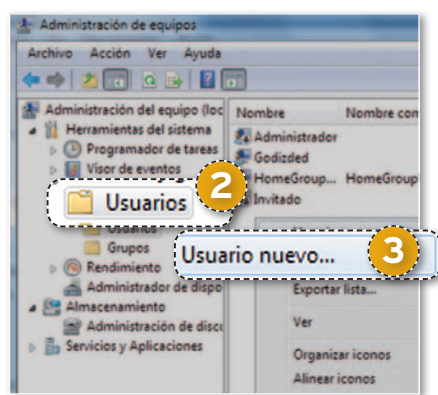 Administración de equipos
Archivo Acción Ver Ayuda
Administración del equipo (loc
Herramientas del sistema
Programador de tareas
Visor de eventos
2
Usuarios
Usuarios
Grupos
Rendimiento
Administrador de dispo
Almacenamiento
Administración de disco
Servicios y Aplicaciones
Nombre Nombre com
Administrador
Godizded
HomeGroup... HomeGroup
Invitado
Usuario nuevo...
3
Exportar lista...
Ver
Organizar iconos
Alinear iconos